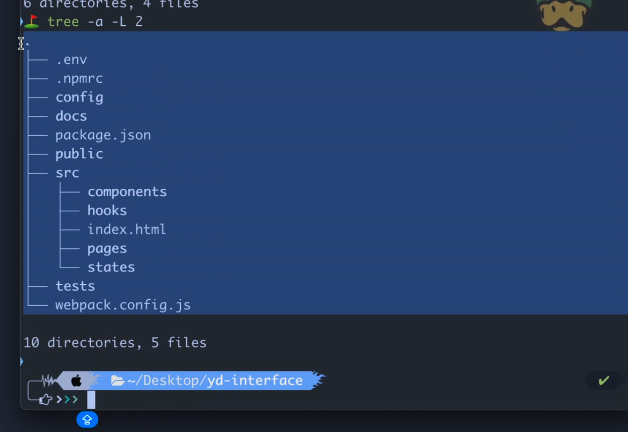 6 directories, 4 files
tree -a -L 2
.
├── .env
├── .npmrc
├── config
├── docs
├── package.json
├── public
├── src
│   ├── components
│   ├── hooks
│   ├── index.html
│   ├── pages
│   └── states
├── tests
└── webpack.config.js
10 directories, 5 files
~/Desktop/yd-interface
❯❯❯